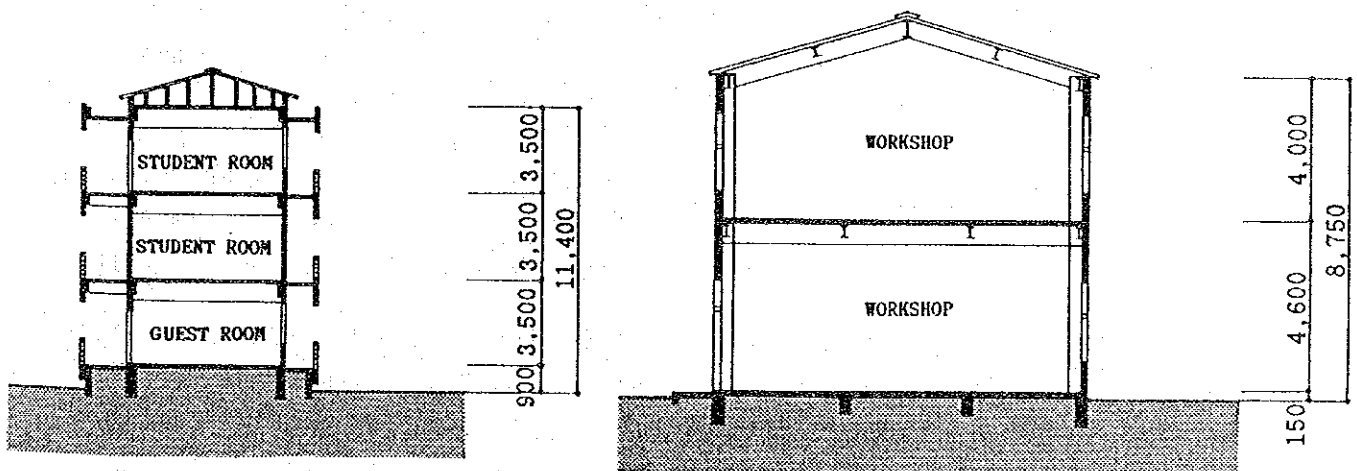 STUDENT ROOM
STUDENT ROOM
GUEST ROOM
3,500
3,500
3,500
900
11,400
WORKSHOP
WORKSHOP
4,000
4,600
150
8,750